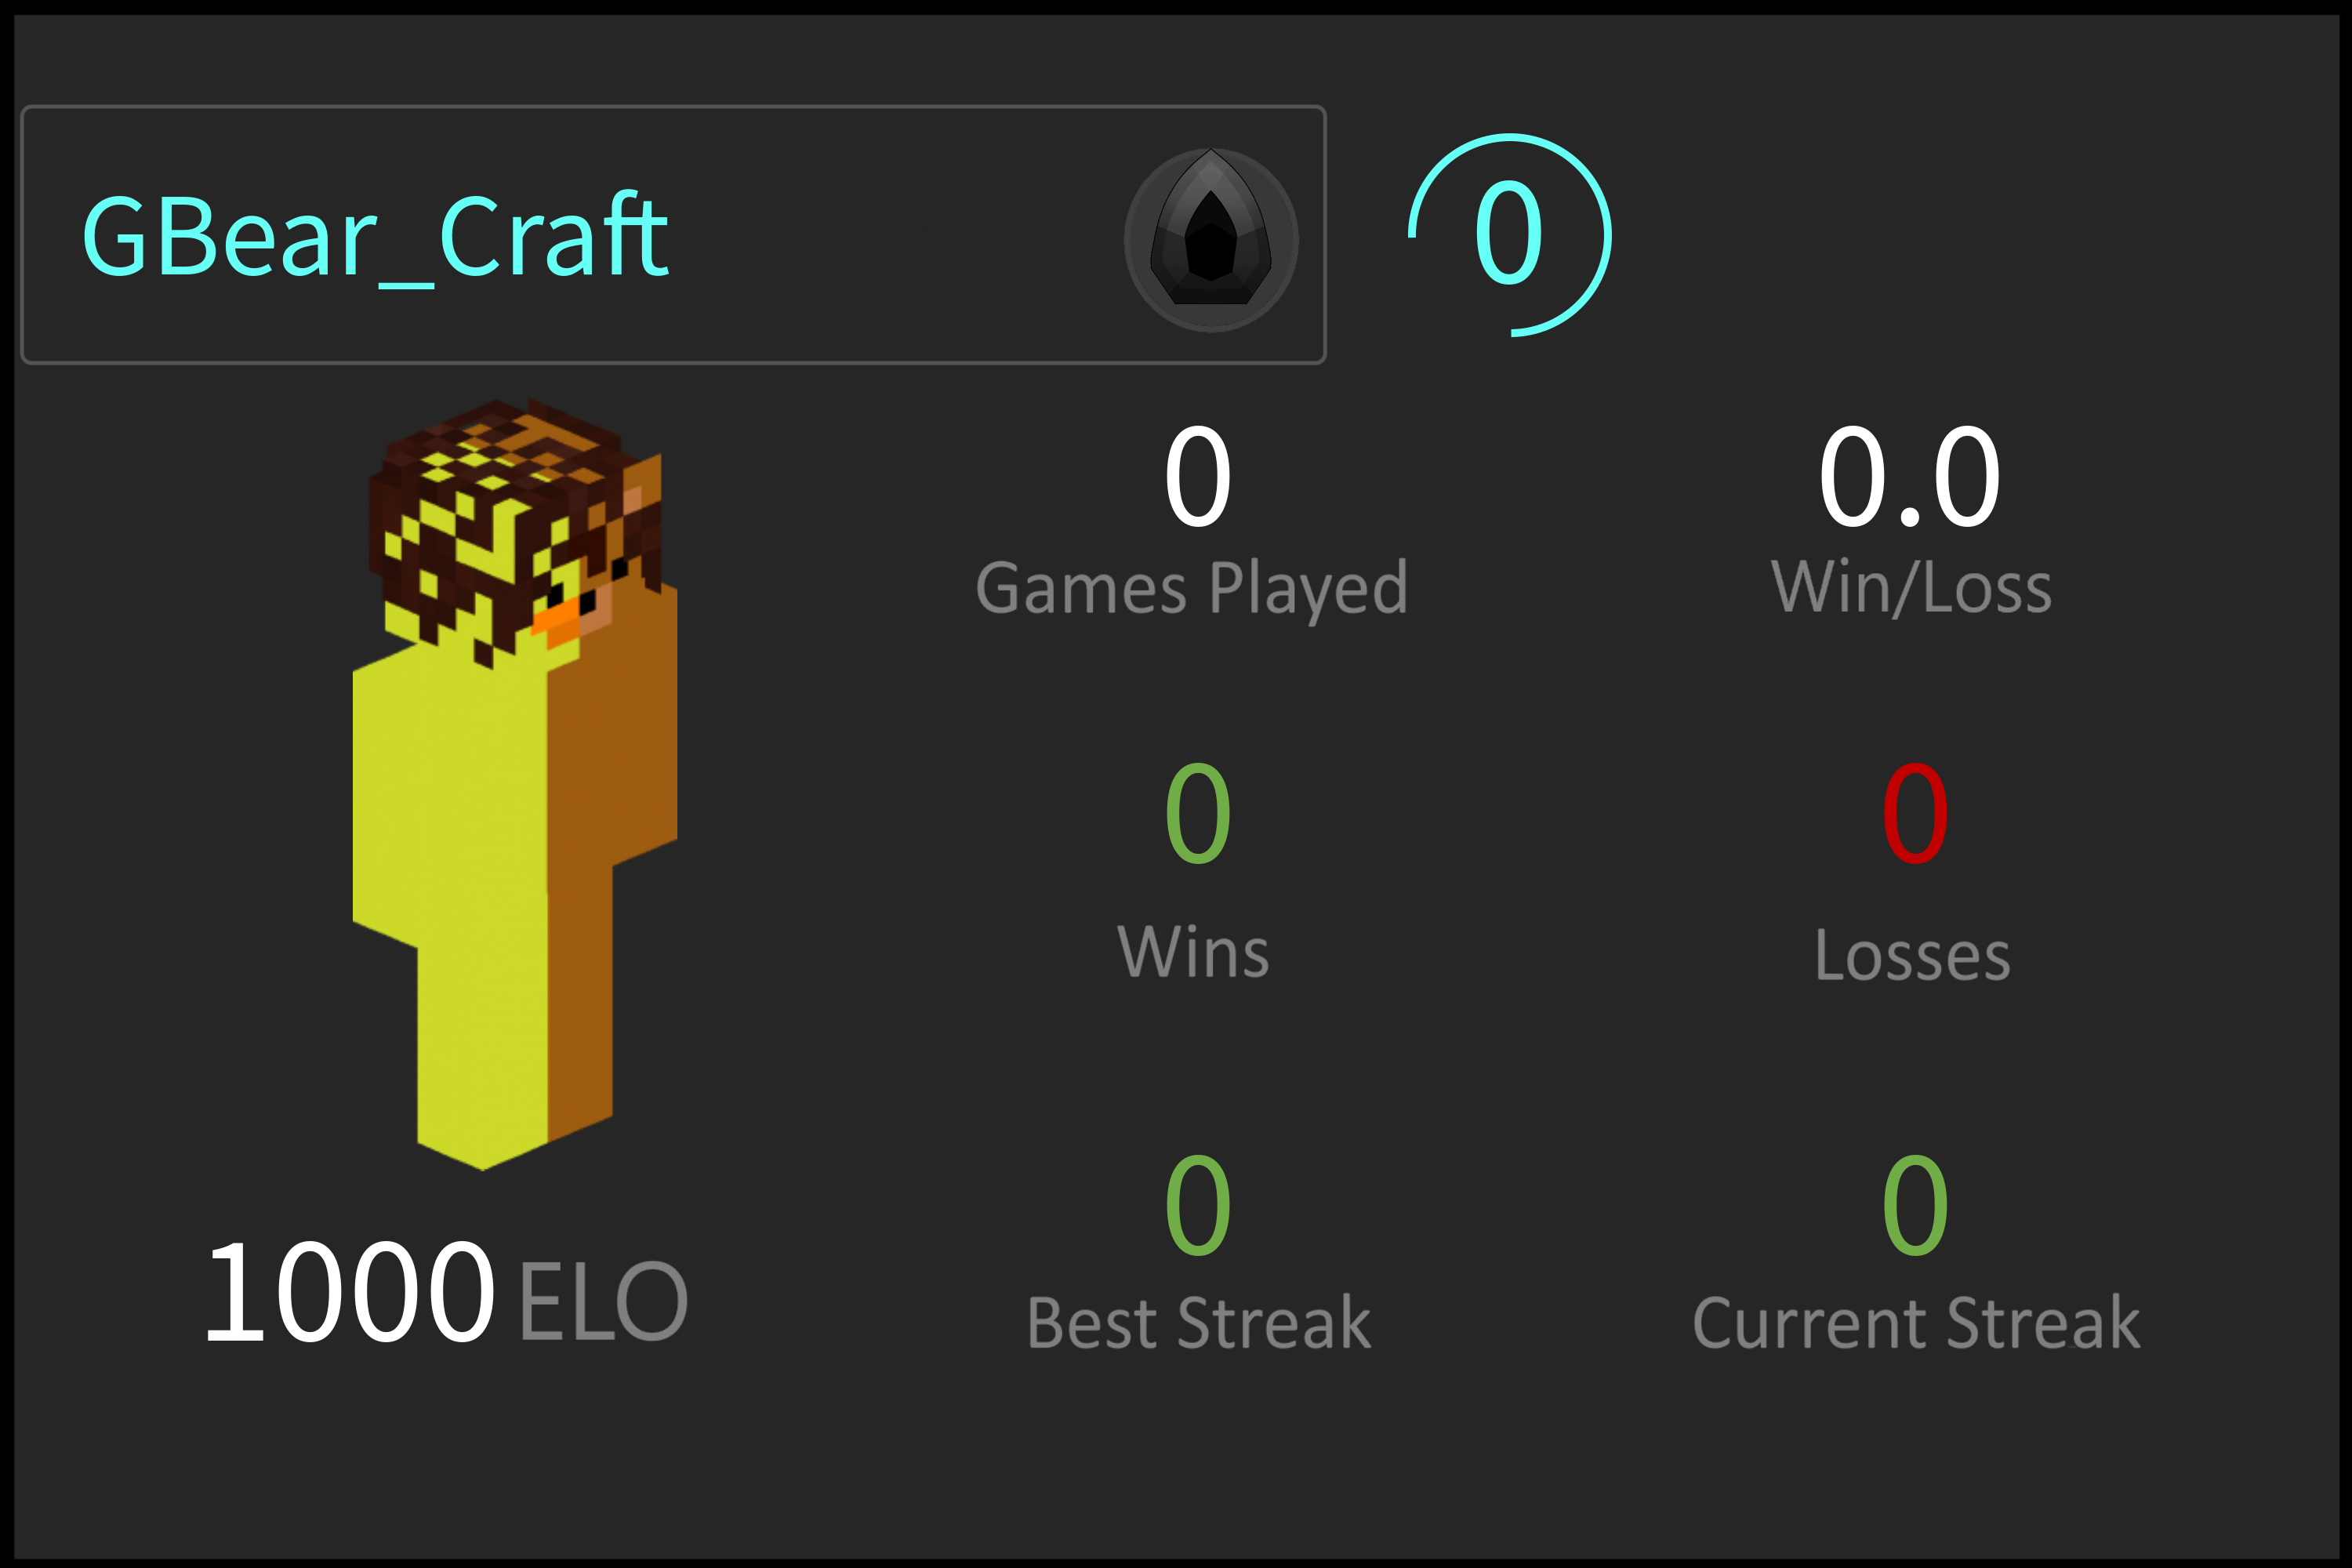 GBear_Craft
0
0
0.0
Games Played
Win/Loss
0
0
Wins
Losses
0
0
1000 ELO
Best Streak
Current Streak